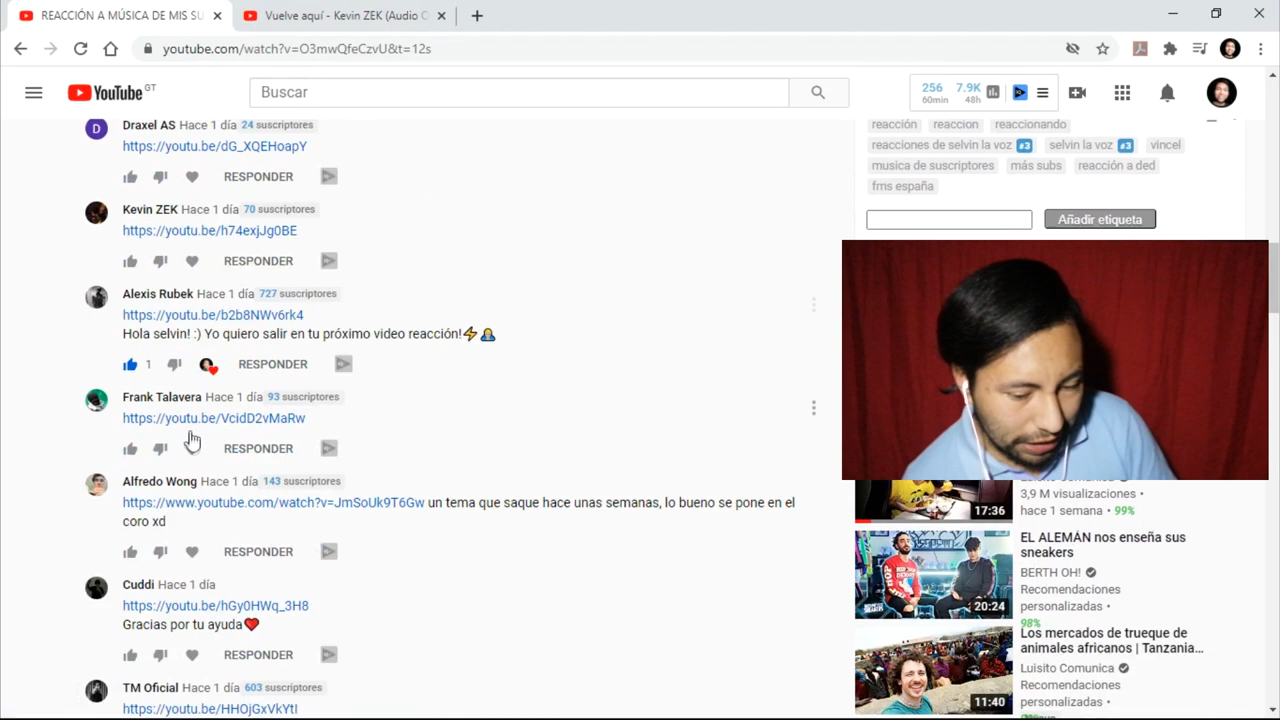 REACCIÓN A MÚSICA DE MIS SU
Vuelve aquí - Kevin ZEK (Audio O
youtube.com/watch?v=O3mwQfeCzvU&t=12s
YouTube GT
Buscar
256
60min
7.9K
48h
Draxel AS Hace 1 día 24 suscriptores
https://youtu.be/dG_XQEHoapY
RESPONDER
Kevin ZEK Hace 1 día 70 suscriptores
https://youtu.be/h74exjJg0BE
RESPONDER
Alexis Rubek Hace 1 día 727 suscriptores
https://youtu.be/b2b8NWv6rk4
Hola selvin! :) Yo quiero salir en tu próximo video reacción!⚡
1 RESPONDER
Frank Talavera Hace 1 día 93 suscriptores
https://youtu.be/VcidD2vMaRw
RESPONDER
Alfredo Wong Hace 1 día 143 suscriptores
https://www.youtube.com/watch?v=JmSoUk9T6Gw un tema que saque hace unas semanas, lo bueno se pone en el
coro xd
RESPONDER
Cuddi Hace 1 día
https://youtu.be/hGy0HWq_3H8
Gracias por tu ayuda❤
RESPONDER
TM Oficial Hace 1 día 603 suscriptores
https://youtu.be/HHOjGxVkYtI
reacción reaccion reaccionando
reacciones de selvin la voz #3 selvin la voz #3 vincel
musica de suscriptores más subs reacción a ded
fms españa
Añadir etiqueta
3,9 M visualizaciones •
hace 1 semana • 99%
17:36
EL ALEMÁN nos enseña sus
sneakers
BERTH OH!
Recomendaciones
personalizadas •
98%
20:24
Los mercados de trueque de
animales africanos | Tanzania...
Luisito Comunica
Recomendaciones
personalizadas •
11:40